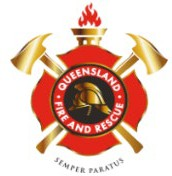 QUEENSLAND
FIRE AND RESCUE
SEMPER PARATUS